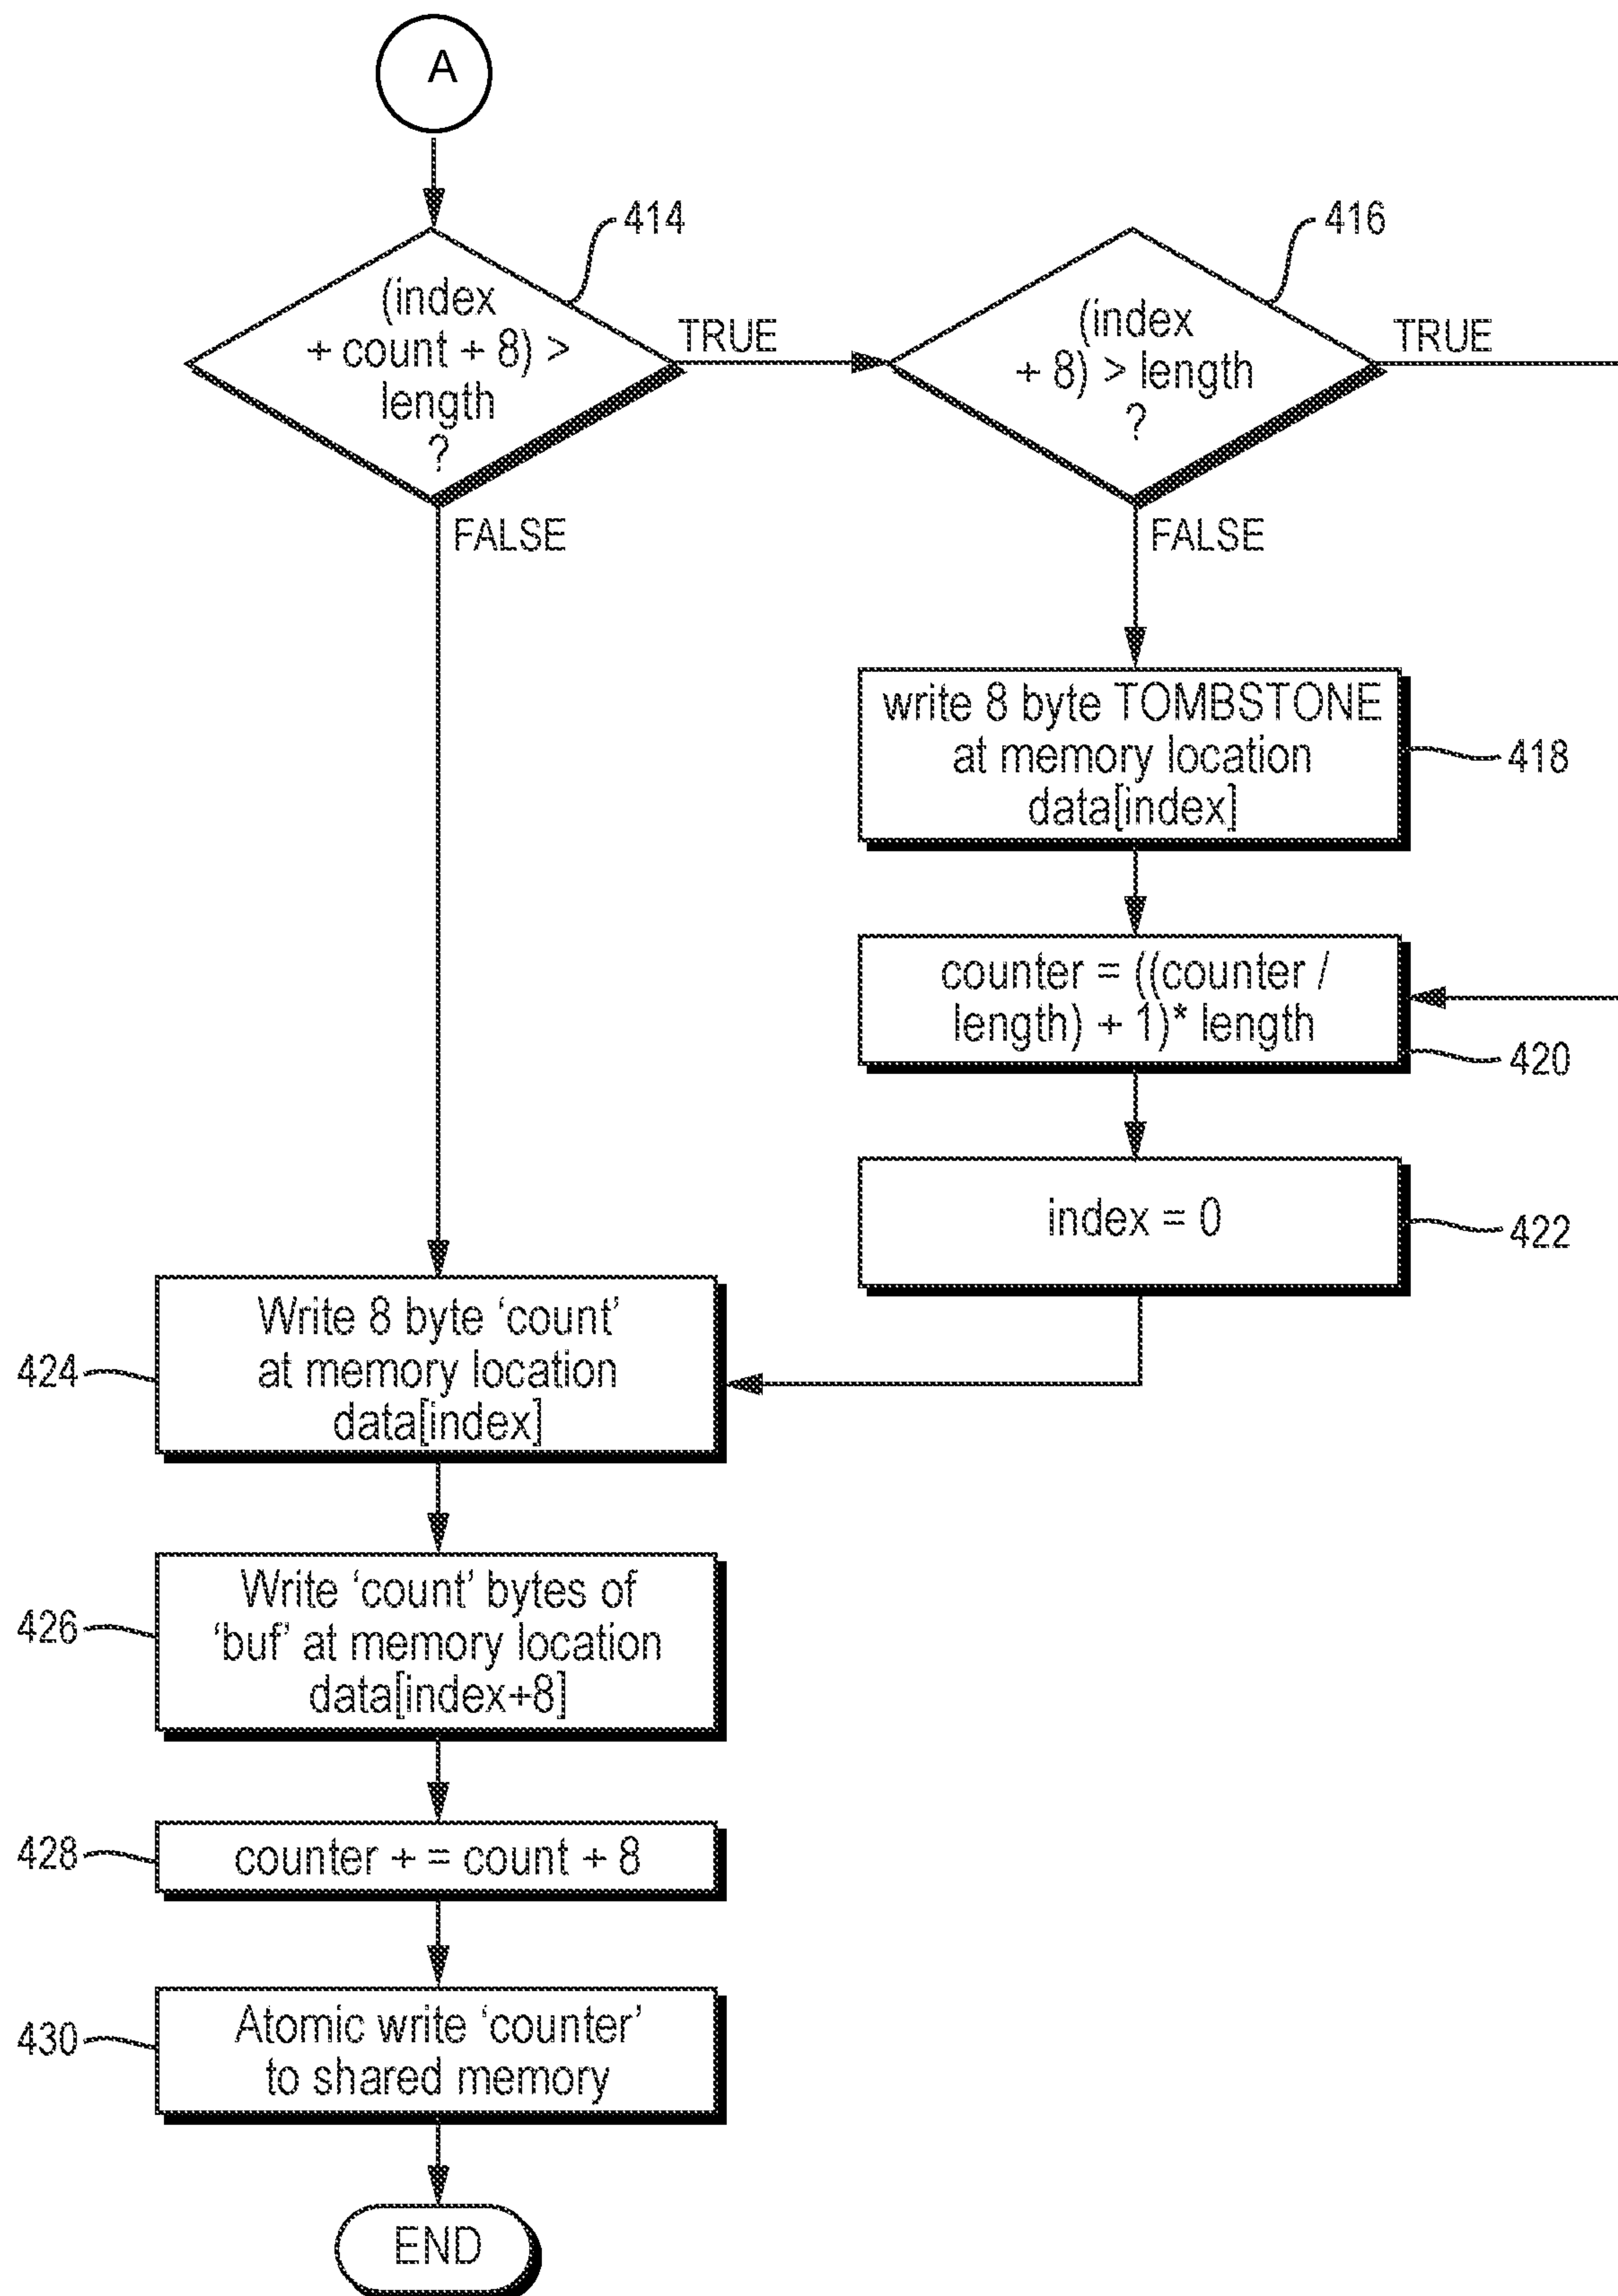 A
414
(index
+ count + 8) >
length
?
TRUE
FALSE
416
(index
+ 8) > length
?
TRUE
FALSE
write 8 byte TOMBSTONE
at memory location
data[index]
418
counter = ((counter /
length) + 1)* length
420
index = 0
422
424
Write 8 byte ‘count’
at memory location
data[index]
426
Write ‘count’ bytes of
‘buf’ at memory location
data[index+8]
428
counter + = count + 8
430
Atomic write ‘counter’
to shared memory
END